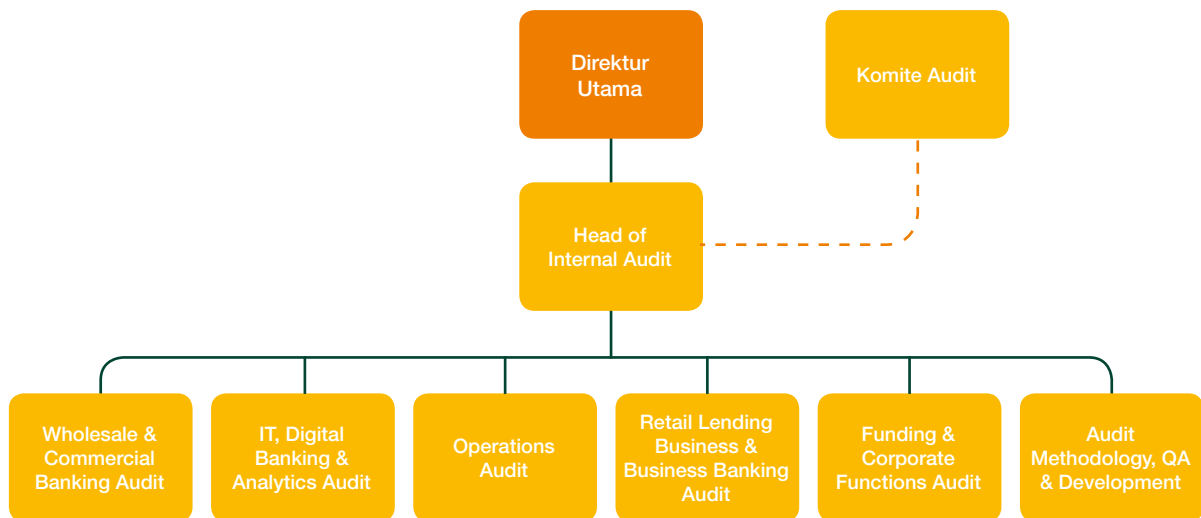 Direktur
Utama
Komite Audit
Head of
Internal Audit
Wholesale &
Commercial
Banking Audit
IT, Digital
Banking &
Analytics Audit
Operations
Audit
Retail Lending
Business &
Business Banking
Audit
Funding &
Corporate
Functions Audit
Audit
Methodology, QA
& Development